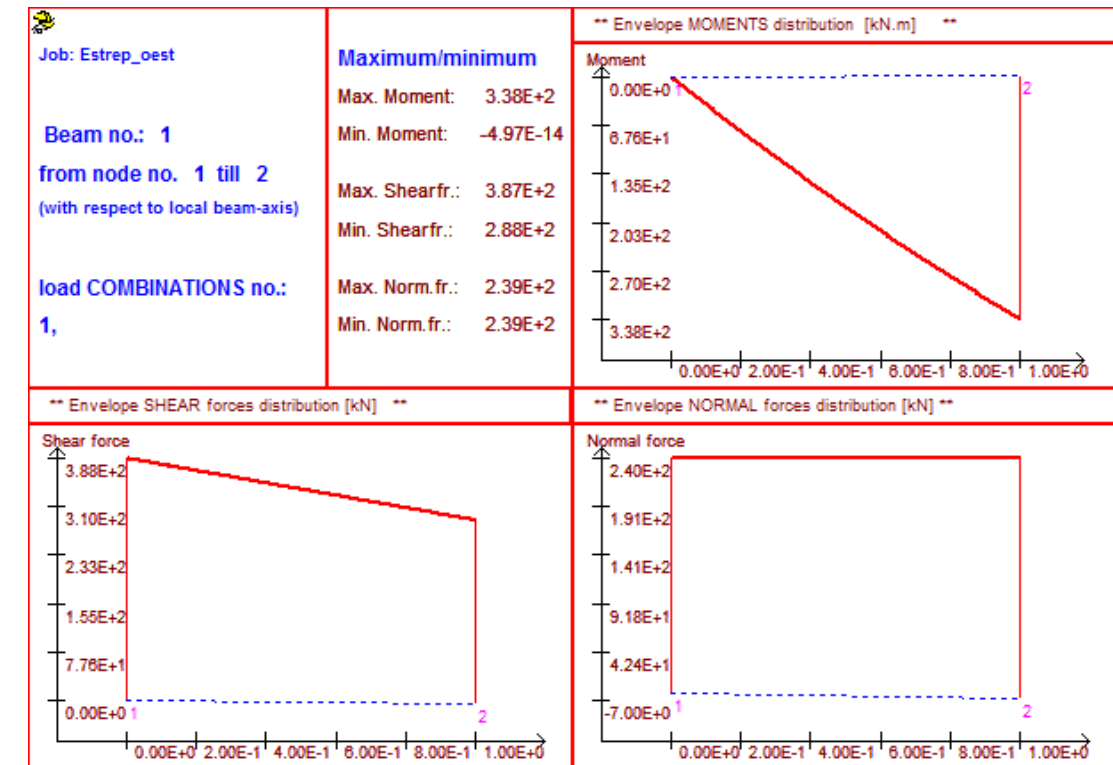 Job: Estrep_oest
Beam no.: 1
from node no. 1 till 2
(with respect to local beam-axis)
load COMBINATIONS no.:
1,
Maximum/minimum
Max. Moment: 3.38E+2
Min. Moment: -4.97E-14
Max. Shearfr.: 3.87E+2
Min. Shearfr.: 2.88E+2
Max. Norm.fr.: 2.39E+2
Min. Norm.fr.: 2.39E+2
** Envelope MOMENTS distribution [kN.m] **
Moment
0.00E+0
6.76E+1
1.35E+2
2.03E+2
2.70E+2
3.38E+2
1
2
0.00E+0 2.00E-1 4.00E-1 6.00E-1 8.00E-1 1.00E+0
** Envelope SHEAR forces distribution [kN] **
Shear force
3.88E+2
3.10E+2
2.33E+2
1.55E+2
7.76E+1
0.00E+0
1
2
0.00E+0 2.00E-1 4.00E-1 6.00E-1 8.00E-1 1.00E+0
** Envelope NORMAL forces distribution [kN] **
Normal force
2.40E+2
1.91E+2
1.41E+2
9.18E+1
4.24E+1
-7.00E+0
1
2
0.00E+0 2.00E-1 4.00E-1 6.00E-1 8.00E-1 1.00E+0